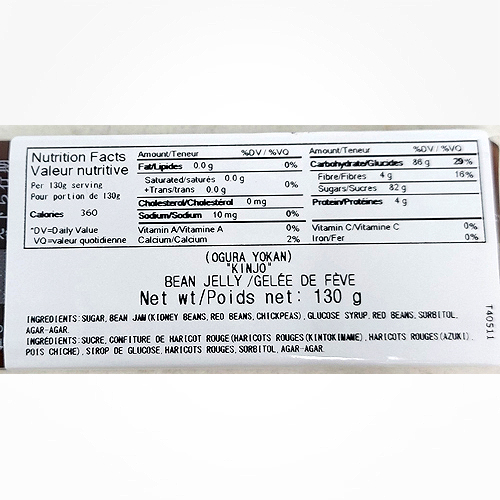 Nutrition Facts
Valeur nutritive
Per 130g serving
Pour portion de 130g
Calories 360
*DV=Daily Value
VQ=valeur quotidienne
Amount/Teneur %DV / %VQ
Fat/Lipides 0.0 g 0%
Saturated/saturés 0.0 g
+Trans/trans 0.0 g 0%
Cholesterol/Cholestérol 0 mg
Sodium/Sodium 10 mg 0%
Vitamin A/Vitamine A 0%
Calcium/Calcium 2%
Amount/Teneur %DV / %VQ
Carbohydrate/Glucides 86 g 29%
Fibre/Fibres 4 g 16%
Sugars/Sucres 82 g
Protein/Protéines 4 g
Vitamin C/Vitamine C 0%
Iron/Fer 0%
(OGURA YOKAN)
"KINJO"
BEAN JELLY /GELÉE DE FÈVE
Net wt/Poids net: 130 g
INGREDIENTS:SUGAR, BEAN JAM(KIDNEY BEANS, RED BEANS, CHICKPEAS), GLUCOSE SYRUP, RED BEANS, SORBITOL,
AGAR-AGAR.
INGRÉDIENTS:SUCRE, CONFITURE DE HARICOT ROUGE(HARICOTS ROUGES(KINTOKIMAME), HARICOTS ROUGES(AZUKI),
POIS CHICHE), SIROP DE GLUCOSE, HARICOTS ROUGES, SORBITOL, AGAR-AGAR.
T40511